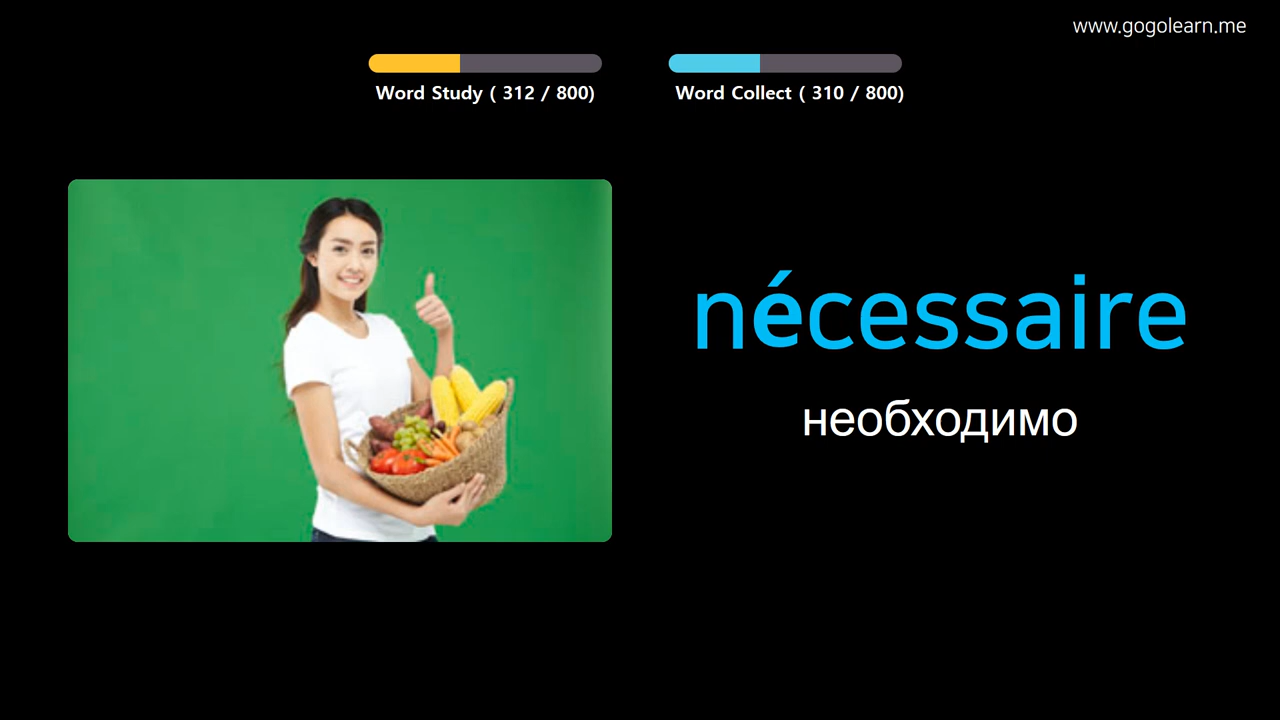 www.gogolearn.me
Word Study ( 312 / 800)
Word Collect ( 310 / 800)
nécessaire
необходимо